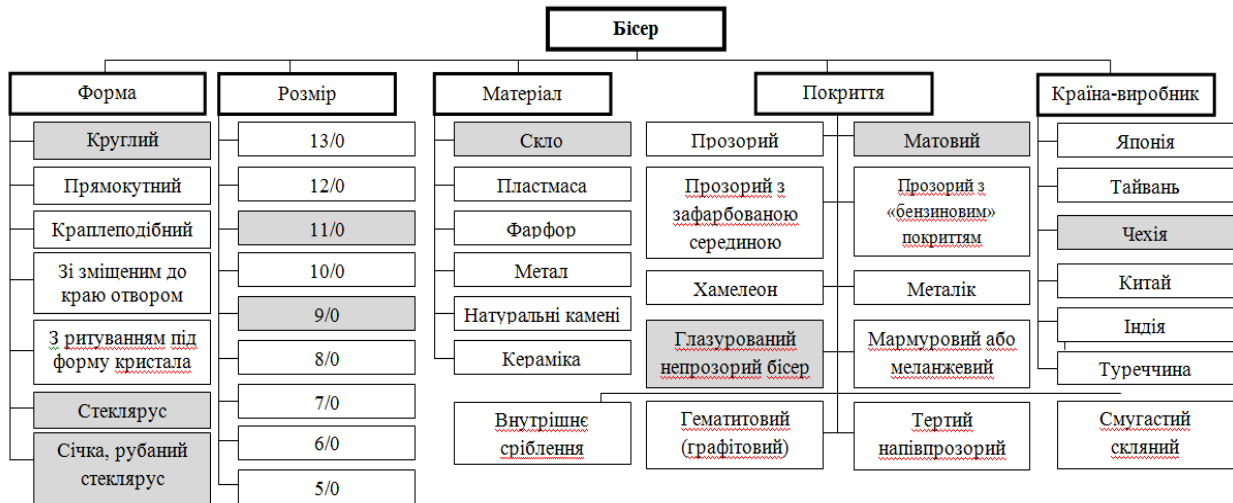 Бісер
Форма
Круглий
Прямокутний
Краплеподібний
Зі зміщеним до
краю отвором
З ритуванням під
форму кристала
Стеклярус
Січка, рубаний
стеклярус
Розмір
13/0
12/0
11/0
10/0
9/0
8/0
7/0
6/0
5/0
Матеріал
Скло
Пластмаса
Фарфор
Метал
Натуральні камені
Кераміка
Покриття
Прозорий
Матовий
Прозорий з
зафарбованою
серединою
Прозорий з
«бензиновим»
покриттям
Хамелеон
Металік
Глазурований
непрозорий бісер
Мармуровий або
меланжевий
Внутрішнє
сріблення
Гематитовий
(графітовий)
Тертий
напівпрозорий
Смугастий
скляний
Країна-виробник
Японія
Тайвань
Чехія
Китай
Індія
Туреччина